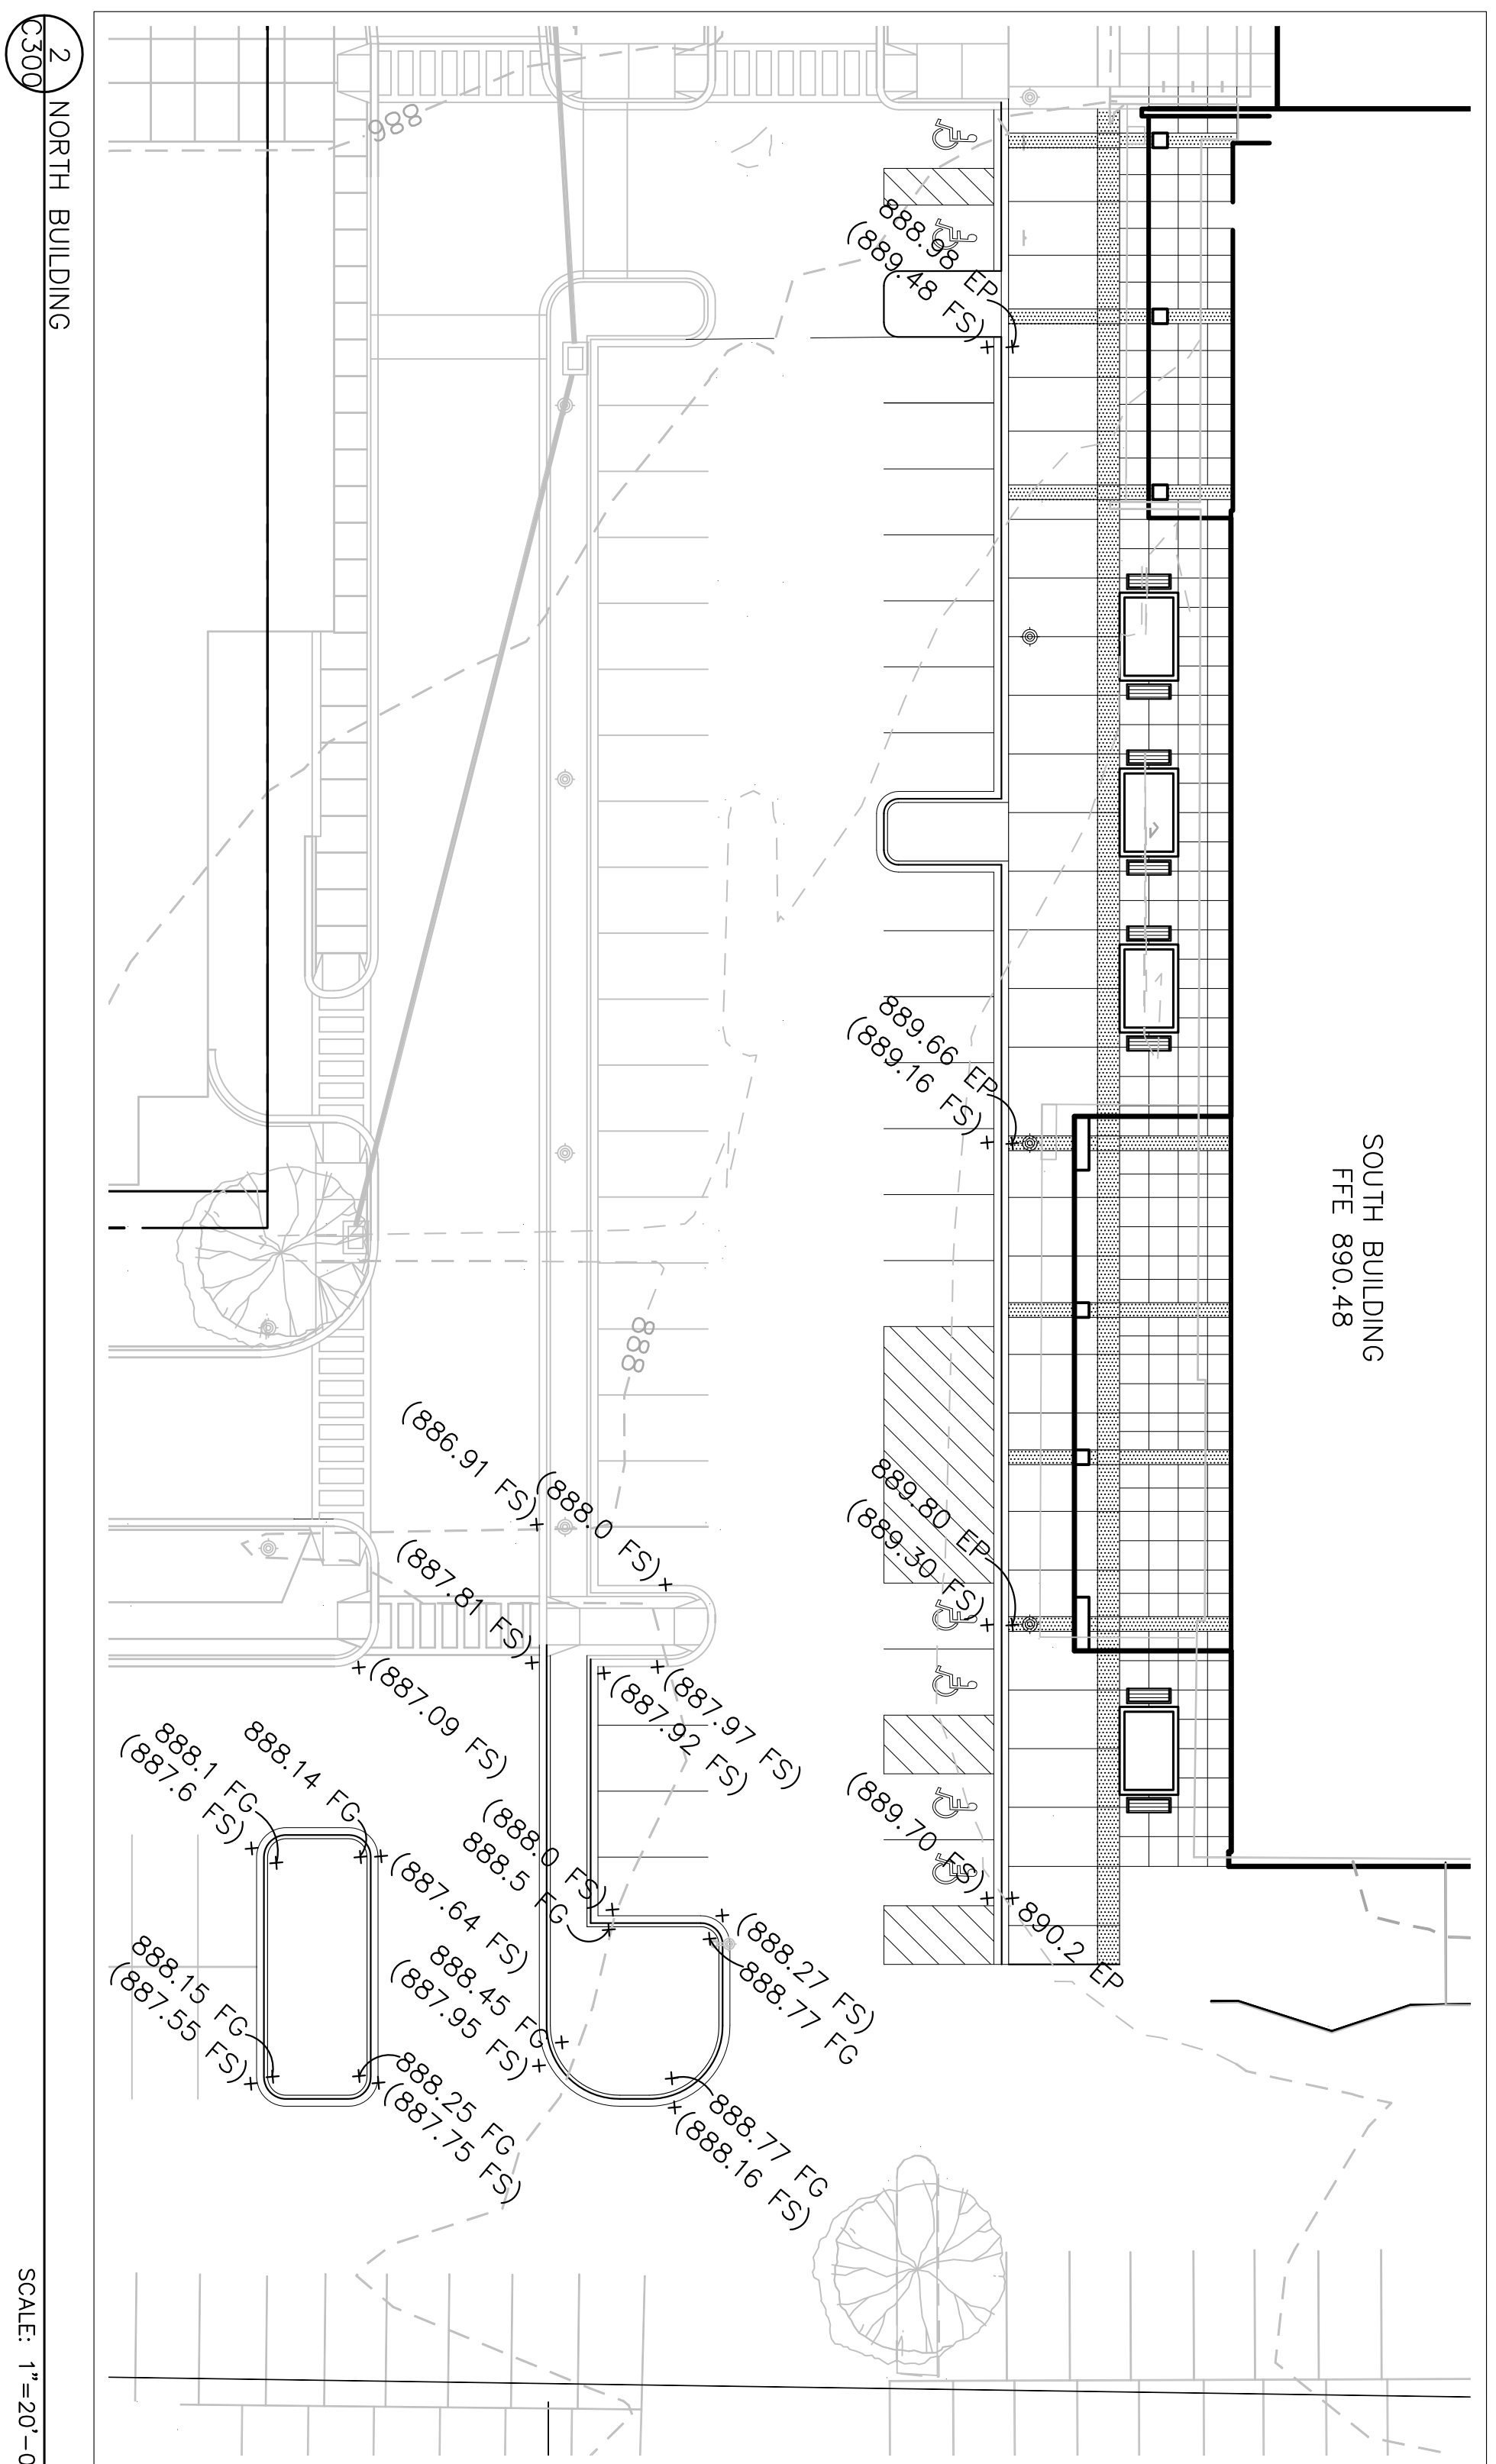 2
C300
NORTH BUILDING
SCALE: 1"=20'-0
SOUTH BUILDING
FFE 890.48
886
888
888.98 EP
(889.48 FS)
889.66 EP
(889.16 FS)
889.80 EP
(889.30 FS)
890.2 EP
(889.70 FS)
(888.0 FS)
(886.91 FS)
(887.81 FS)
(887.97 FS)
(887.92 FS)
(887.09 FS)
888.14 FG
888.1 FG
(887.6 FS)
(887.64 FS)
(888.0 FS)
888.5 FG
(888.27 FS)
888.77 FG
888.45 FG
(887.95 FS)
888.15 FG
(887.55 FS)
888.25 FG
(887.75 FS)
888.77 FG
(888.16 FS)